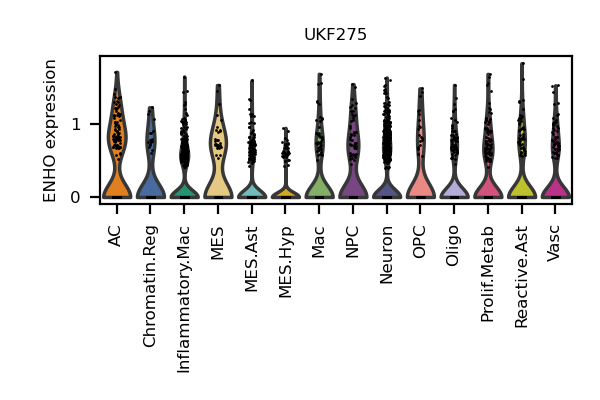 UKF275
ENHO expression
1
0
AC
Chromatin.Reg
Inflammatory.Mac
MES
MES.Ast
MES.Hyp
Mac
NPC
Neuron
OPC
Oligo
Prolif.Metab
Reactive.Ast
Vasc